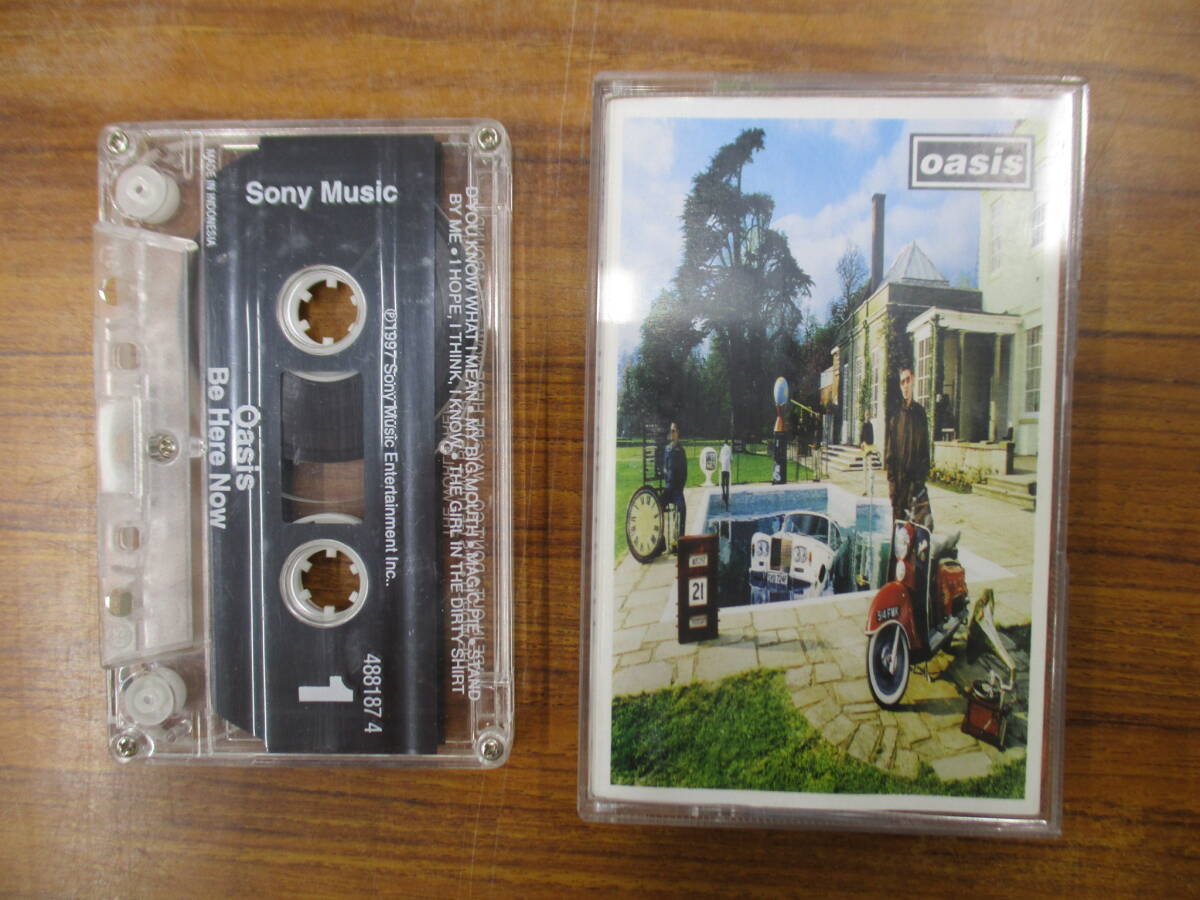 Sony Music
MADE IN INDONESIA
D'YOU KNOW WHAT I MEAN • MY BIG MOUTH • MAGIC PIE • STAND
BY ME • I HOPE, I THINK, I KNOW • THE GIRL IN THE DIRTY SHIRT
℗1997 Sony Music Entertainment Inc..
Oasis
Be Here Now
488187 4
1
oasis
21